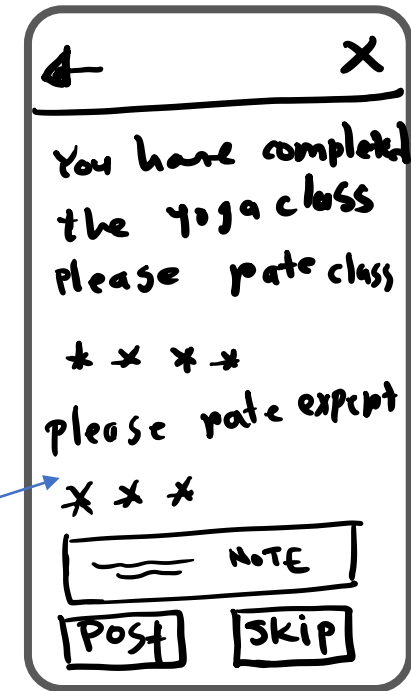 X
You have completed
the yoga class
please rate class
* * * *
please rate expert
* * *
NOTE
Post Skip